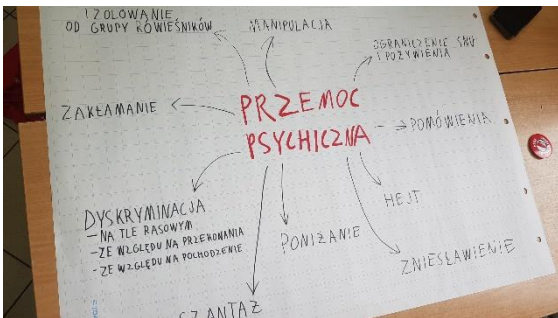 IZOLOWANIE
OD GRUPY RÓWIEŚNIKÓW
MANIPULACJA
OGRANICZENIE SNU
I POŻYWIENIA
ZAKŁAMANIE
PRZEMOC
PSYCHICZNA
POMÓWIENIA
DYSKRYMINACJA
- NA TLE RASOWYM
- ZE WZGLĘDU NA PRZEKONANIA
- ZE WZGLĘDU NA POCHODZENIE
HEJT
PONIŻANIE
ZNIESŁAWIENIE
SZANTAŻ